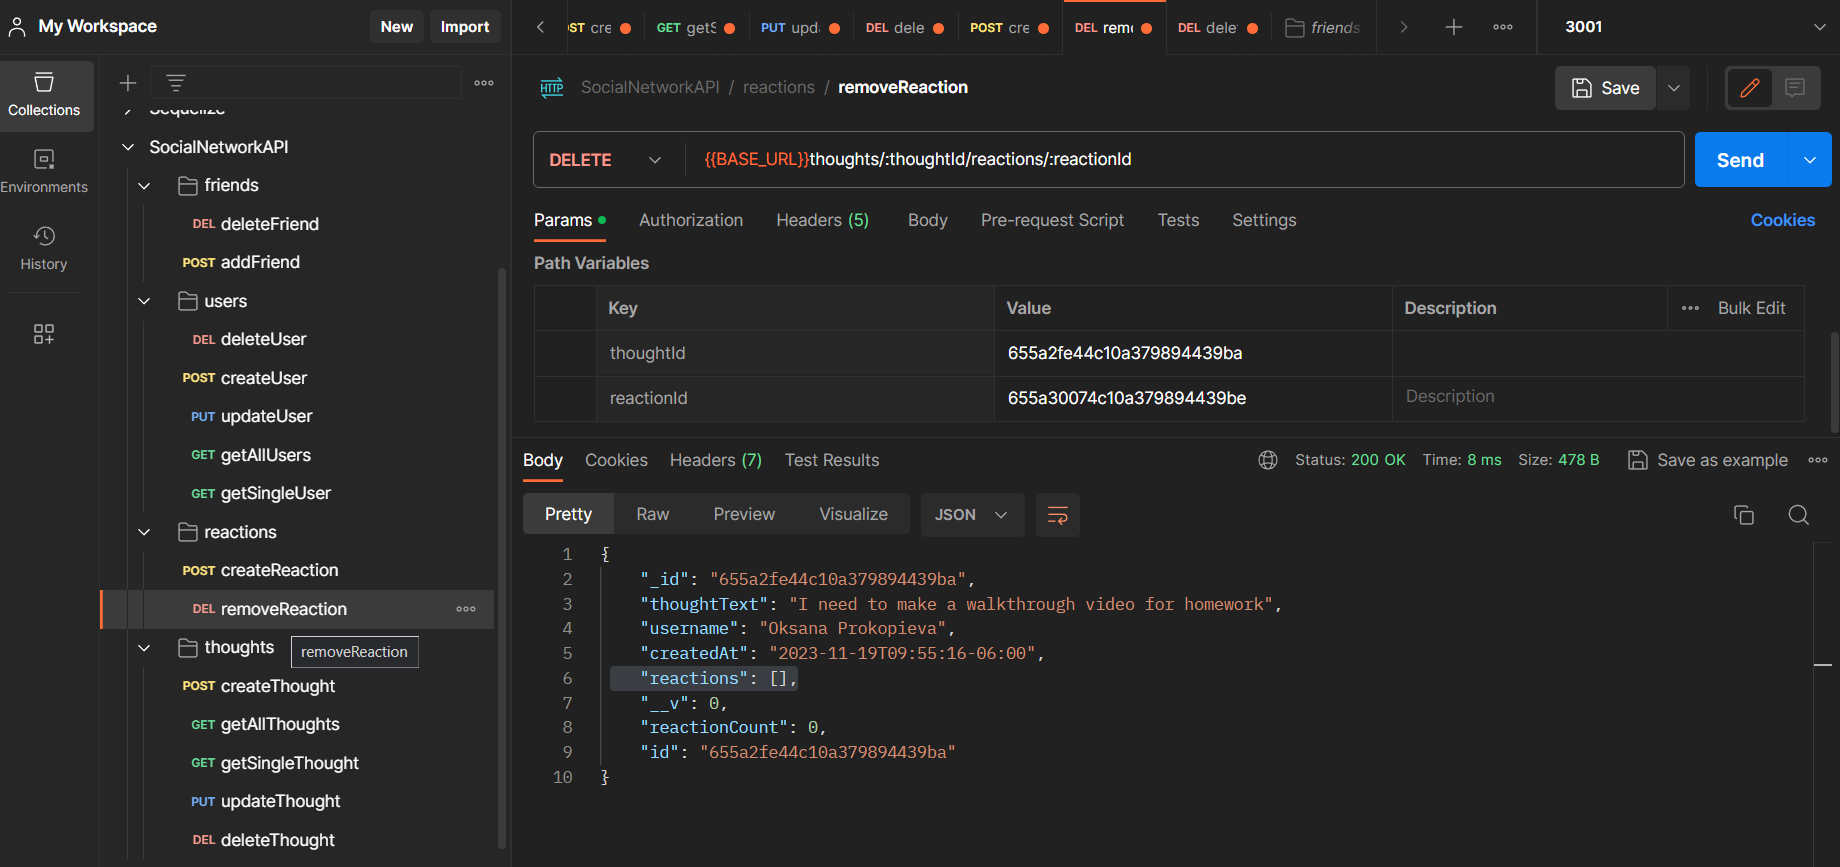 My Workspace
New
Import
ST cre
GET getS
PUT upda
DEL dele
POST cre
DEL rem
DEL dele
friends
3001
Collections
Environments
History
Sequelize
SocialNetworkAPI
friends
DEL deleteFriend
POST addFriend
users
DEL deleteUser
POST createUser
PUT updateUser
GET getAllUsers
GET getSingleUser
reactions
POST createReaction
DEL removeReaction
thoughts
removeReaction
POST createThought
GET getAllThoughts
GET getSingleThought
PUT updateThought
DEL deleteThought
HTTP SocialNetworkAPI / reactions / removeReaction
Save
DELETE {{BASE_URL}}thoughts/:thoughtId/reactions/:reactionId
Send
Params Authorization Headers (5) Body Pre-request Script Tests Settings Cookies
Path Variables
Key Value Description Bulk Edit
thoughtId 655a2fe44c10a379894439ba
reactionId 655a30074c10a379894439be Description
Body Cookies Headers (7) Test Results Status: 200 OK Time: 8 ms Size: 478 B Save as example
Pretty Raw Preview Visualize JSON
1 {
2 "_id": "655a2fe44c10a379894439ba",
3 "thoughtText": "I need to make a walkthrough video for homework",
4 "username": "Oksana Prokopieva",
5 "createdAt": "2023-11-19T09:55:16-06:00",
6 "reactions": [],
7 "__v": 0,
8 "reactionCount": 0,
9 "id": "655a2fe44c10a379894439ba"
10 }